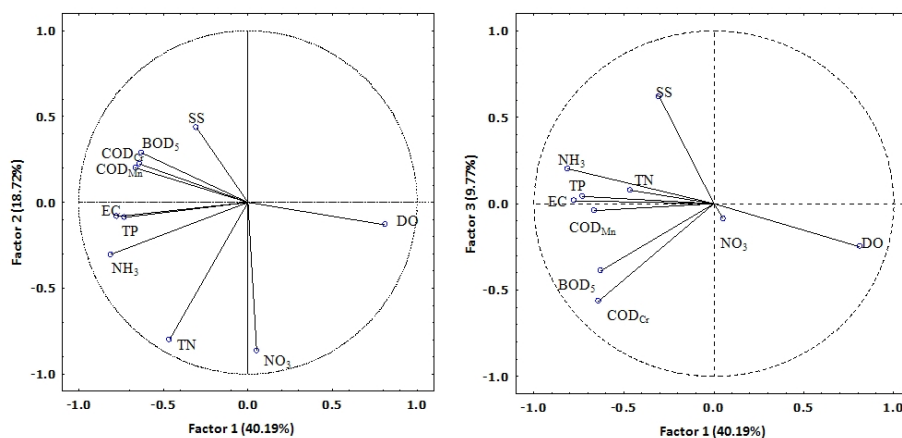 1.0
0.5
0.0
-0.5
-1.0
Factor 2 (18.72%)
SS
BOD5
CODCr
CODMn
EC
TP
NH3
DO
TN
NO3
-1.0 -0.5 0.0 0.5 1.0
Factor 1 (40.19%)
1.0
0.5
0.0
-0.5
-1.0
Factor 3 (9.77%)
SS
NH3
TP
TN
EC
CODMn
NO3
DO
BOD5
CODCr
-1.0 -0.5 0.0 0.5 1.0
Factor 1 (40.19%)